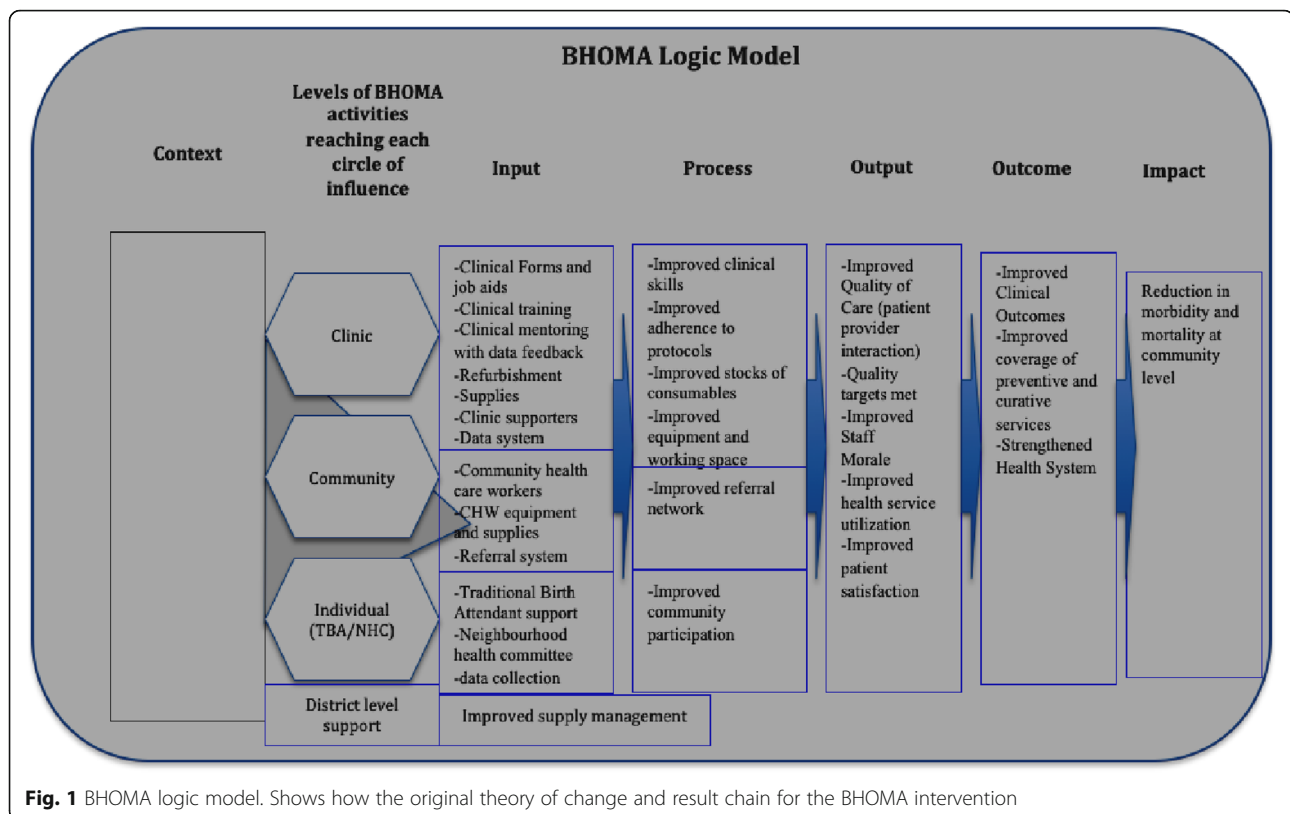 BHOMA Logic Model
Context
Levels of BHOMA
activities
reaching each
circle of
influence
Input
Process
Output
Outcome
Impact
Clinic
Community
Individual
(TBA/NHC)
District level
support
-Clinical Forms and
job aids
-Clinical training
-Clinical mentoring
with data feedback
-Refurbishment
-Supplies
-Clinic supporters
-Data system
-Community health
care workers
-CHW equipment
and supplies
-Referral system
-Traditional Birth
Attendant support
-Neighbourhood
health committee
-data collection
Improved supply management
-Improved clinical
skills
-Improved
adherence to
protocols
-Improved stocks of
consumables
-Improved
equipment and
working space
-Improved referral
network
-Improved
community
participation
-Improved
Quality of
Care (patient
provider
interaction)
-Quality
targets met
-Improved
Staff
Morale
-Improved
health service
utilization
-Improved
patient
satisfaction
-Improved
Clinical
Outcomes
-Improved
coverage of
preventive and
curative
services
-Strengthened
Health System
Reduction in
morbidity and
mortality at
community
level
Fig. 1 BHOMA logic model. Shows how the original theory of change and result chain for the BHOMA intervention